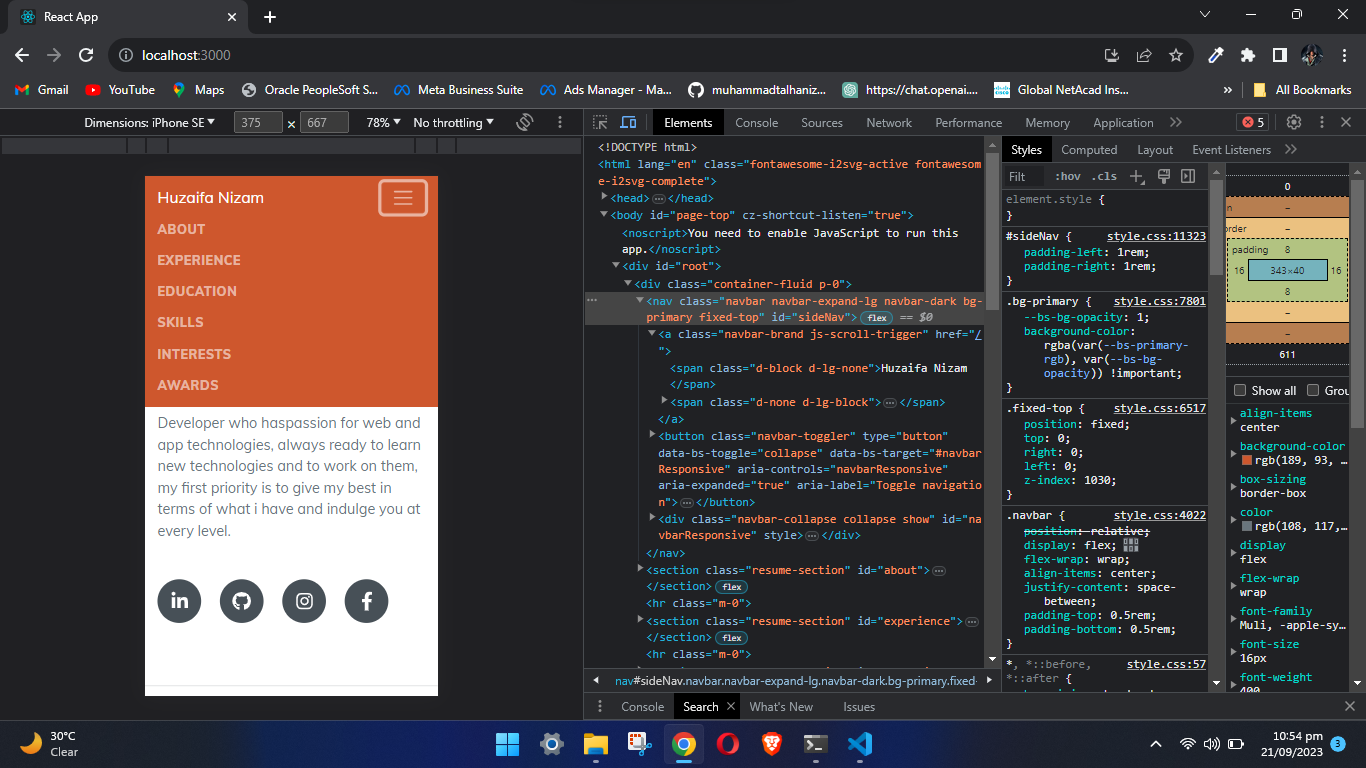 React App
localhost:3000
Gmail
YouTube
Maps
Oracle PeopleSoft S...
Meta Business Suite
Ads Manager - Ma...
muhammadtalhaniz...
https://chat.openai....
Global NetAcad Ins...
»
All Bookmarks
Dimensions: iPhone SE
375 × 667
78%
No throttling
Huzaifa Nizam
ABOUT
EXPERIENCE
EDUCATION
SKILLS
INTERESTS
AWARDS
Developer who haspassion for web and
app technologies, always ready to learn
new technologies and to work on them,
my first priority is to give my best in
terms of what i have and indulge you at
every level.
Elements Console Sources Network Performance Memory Application » 5
<!DOCTYPE html>
<html lang="en" class="fontawesome-i2svg-active fontawesom
e-i2svg-complete">
<head> … </head>
<body id="page-top" cz-shortcut-listen="true">
<noscript>You need to enable JavaScript to run this
app.</noscript>
<div id="root">
<div class="container-fluid p-0">
<nav class="navbar navbar-expand-lg navbar-dark bg-
primary fixed-top" id="sideNav"> flex == $0
<a class="navbar-brand js-scroll-trigger" href="/
">
<span class="d-block d-lg-none">Huzaifa Nizam
</span>
<span class="d-none d-lg-block"> … </span>
</a>
<button class="navbar-toggler" type="button"
data-bs-toggle="collapse" data-bs-target="#navbar
Responsive" aria-controls="navbarResponsive"
aria-expanded="true" aria-label="Toggle navigatio
n"> … </button>
<div class="navbar-collapse collapse show" id="na
vbarResponsive" style> … </div>
</nav>
<section class="resume-section" id="about"> …
</section> flex
<hr class="m-0">
<section class="resume-section" id="experience"> …
</section> flex
<hr class="m-0">
nav#sideNav.navbar.navbar-expand-lg.navbar-dark.bg-primary.fixed-
Styles Computed Layout Event Listeners »
Filt :hov .cls
element.style {
}
#sideNav { style.css:11323
padding-left: 1rem;
padding-right: 1rem;
}
.bg-primary { style.css:7801
--bs-bg-opacity: 1;
background-color:
rgba(var(--bs-primary-
rgb), var(--bs-bg-
opacity)) !important;
}
.fixed-top { style.css:6517
position: fixed;
top: 0;
right: 0;
left: 0;
z-index: 1030;
}
.navbar { style.css:4022
position: relative;
display: flex;
flex-wrap: wrap;
align-items: center;
justify-content: space-
between;
padding-top: 0.5rem;
padding-bottom: 0.5rem;
}
*, *::before, style.css:57
*::after {
0
n –
order –
padding 8
16 343×40 16
8
–
–
611
Show all Grou
align-items
center
background-color
rgb(189, 93, …
box-sizing
border-box
color
rgb(108, 117,…
display
flex
flex-wrap
wrap
font-family
Muli, -apple-sy…
font-size
16px
font-weight
400
Console Search What's New Issues
30°C
Clear
10:54 pm
21/09/2023
3